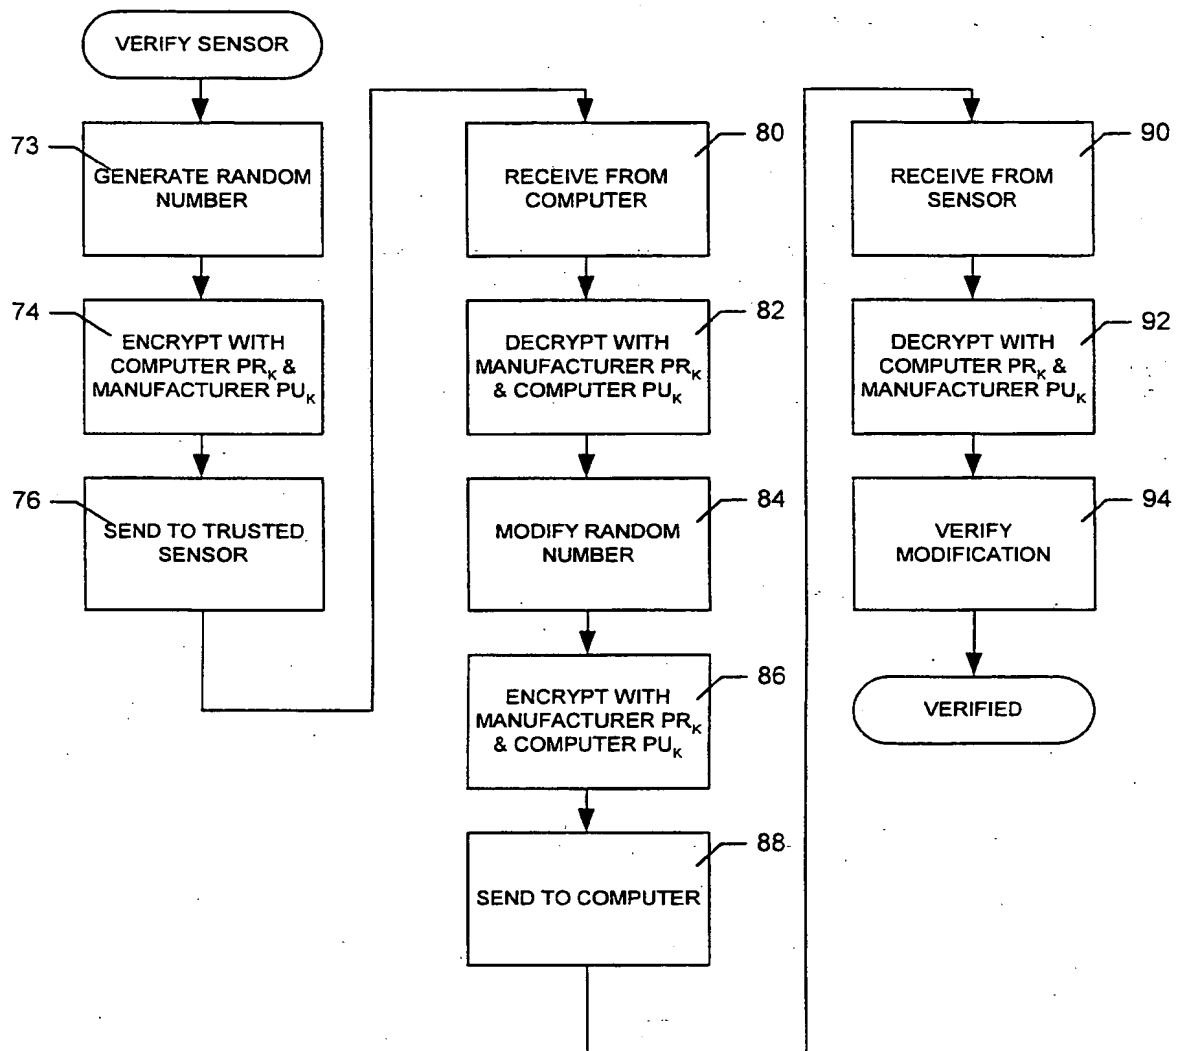 VERIFY SENSOR
73
GENERATE RANDOM
NUMBER
74
ENCRYPT WITH
COMPUTER PRK &
MANUFACTURER PUK
76
SEND TO TRUSTED
SENSOR
80
RECEIVE FROM
COMPUTER
82
DECRYPT WITH
MANUFACTURER PRK
& COMPUTER PUK
84
MODIFY RANDOM
NUMBER
86
ENCRYPT WITH
MANUFACTURER PRK
& COMPUTER PUK
88
SEND TO COMPUTER
90
RECEIVE FROM
SENSOR
92
DECRYPT WITH
COMPUTER PRK &
MANUFACTURER PUK
94
VERIFY
MODIFICATION
VERIFIED